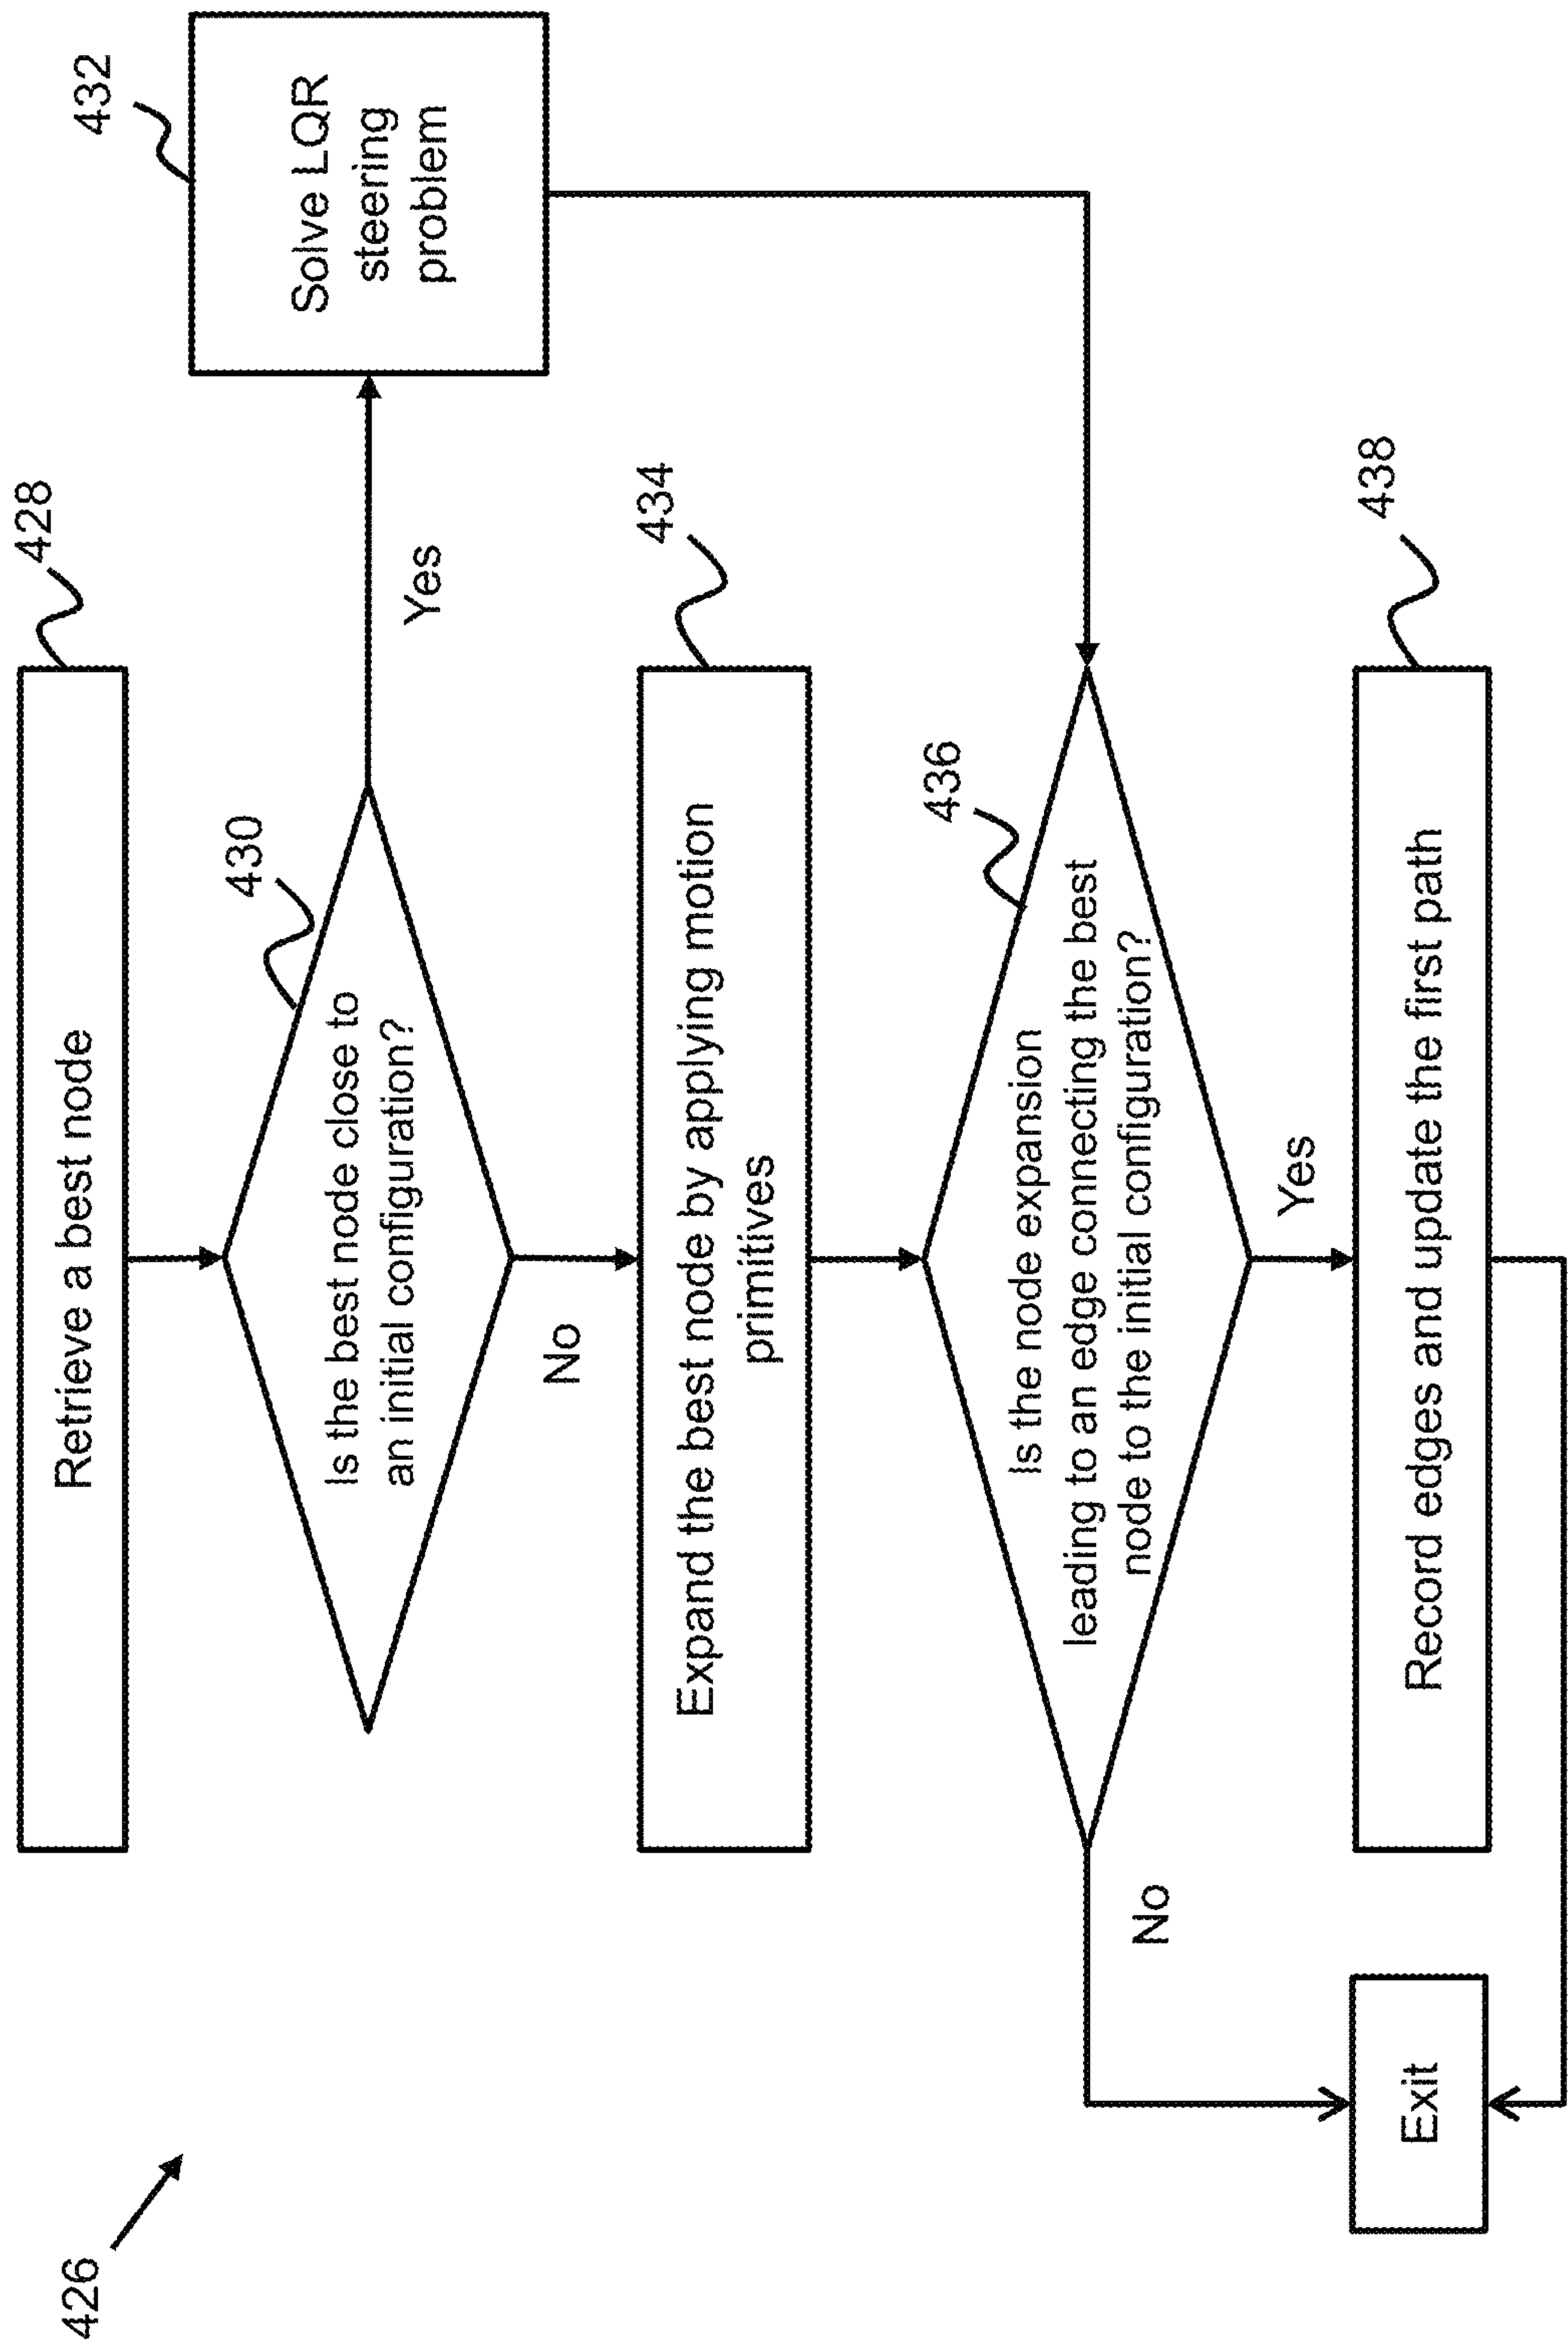 426
428
Retrieve a best node
430
Is the best node close to
an initial configuration?
Yes
432
Solve LQR
steering
problem
No
434
Expand the best node by applying motion
primitives
436
Is the node expansion
leading to an edge connecting the best
node to the initial configuration?
No
Yes
438
Record edges and update the first path
Exit